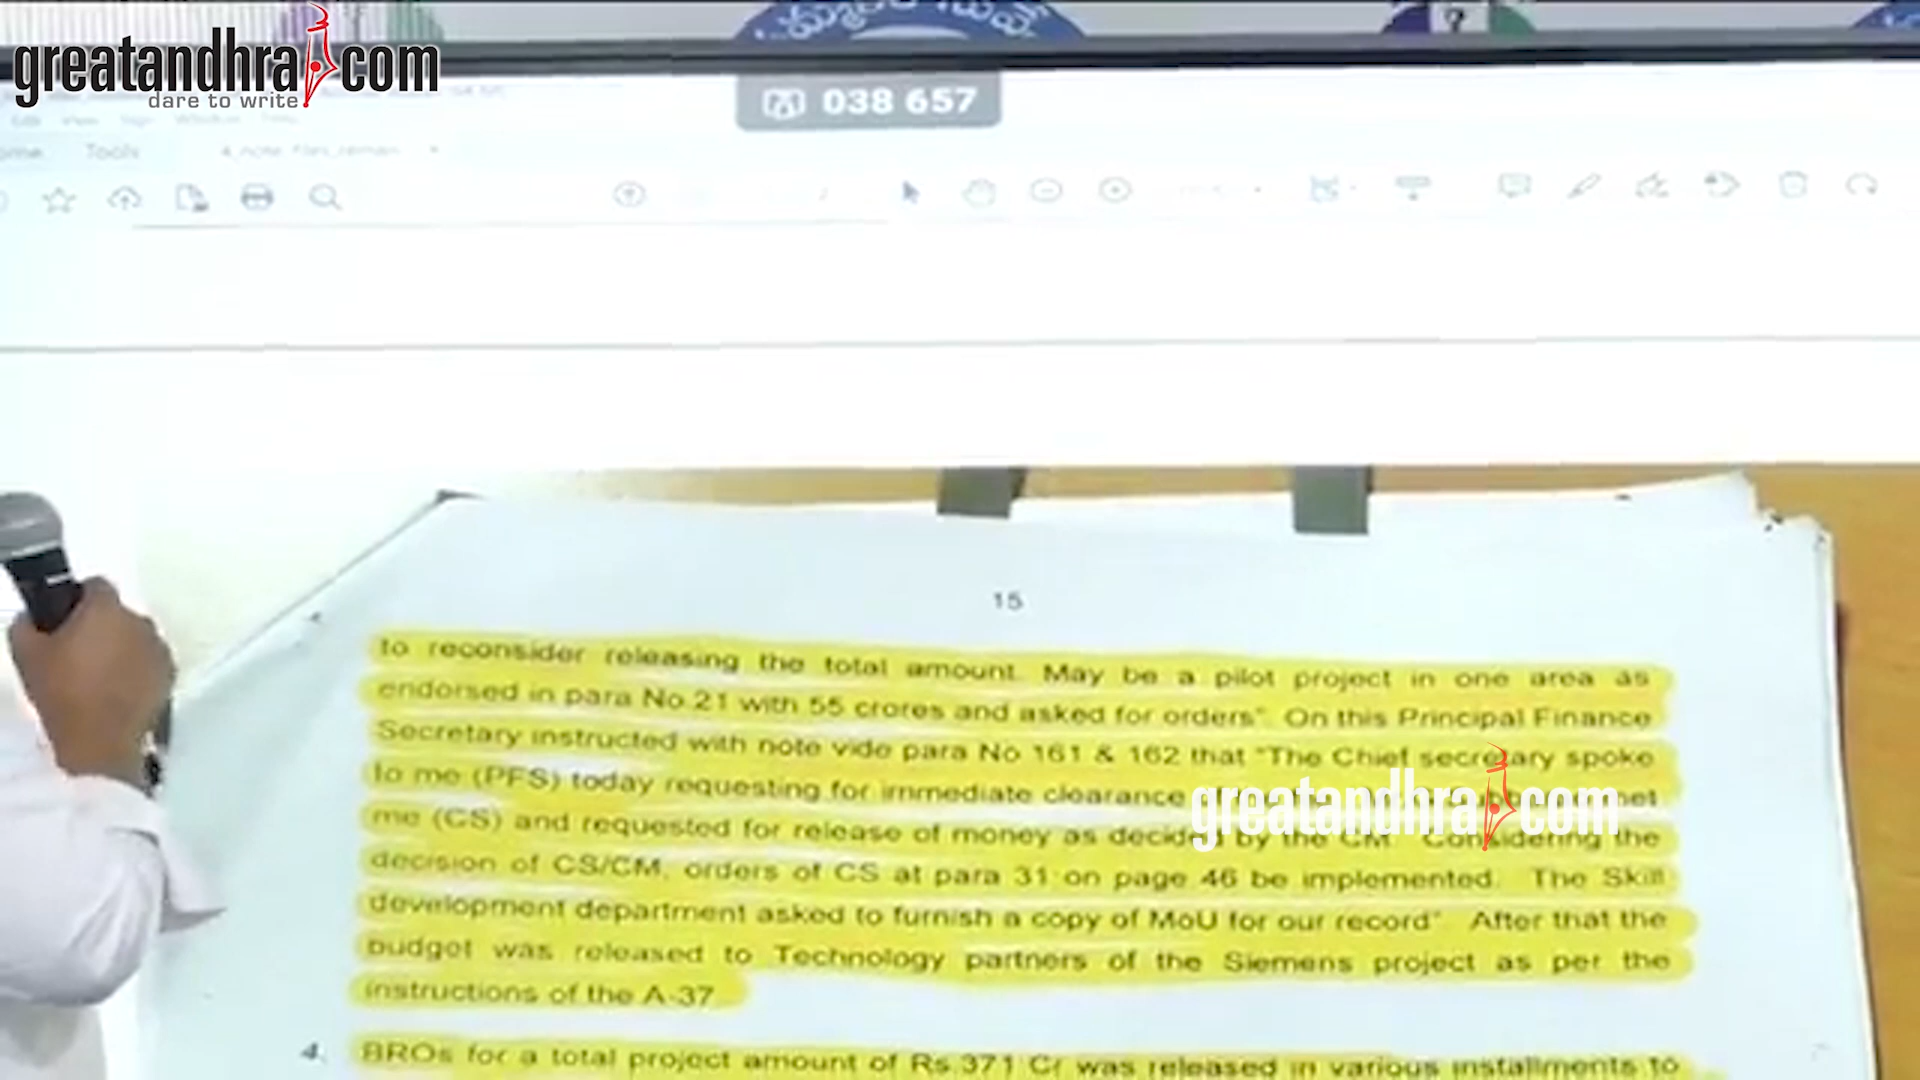 greatandhra.com
dare to write
038 657
Tools
15
to reconsider releasing the total amount. May be a pilot project in one area as
endorsed in para No.21 with 55 crores and asked for orders". On this Principal Finance
Secretary instructed with note vide para No 161 & 162 that "The Chief secretary spoke
to me (PFS) today requesting for immediate clearance
me (CS) and requested for release of money as decided by the CM" Considering the
decision of CS/CM, orders of CS at para 31 on page 46 be implemented. The Skill
development department asked to furnish a copy of MoU for our record" After that the
budget was released to Technology partners of the Siemens project as per the
instructions of the A-37
greatandhra.com
4. BROs for a total project amount of Rs.371 Cr was released in various installments to